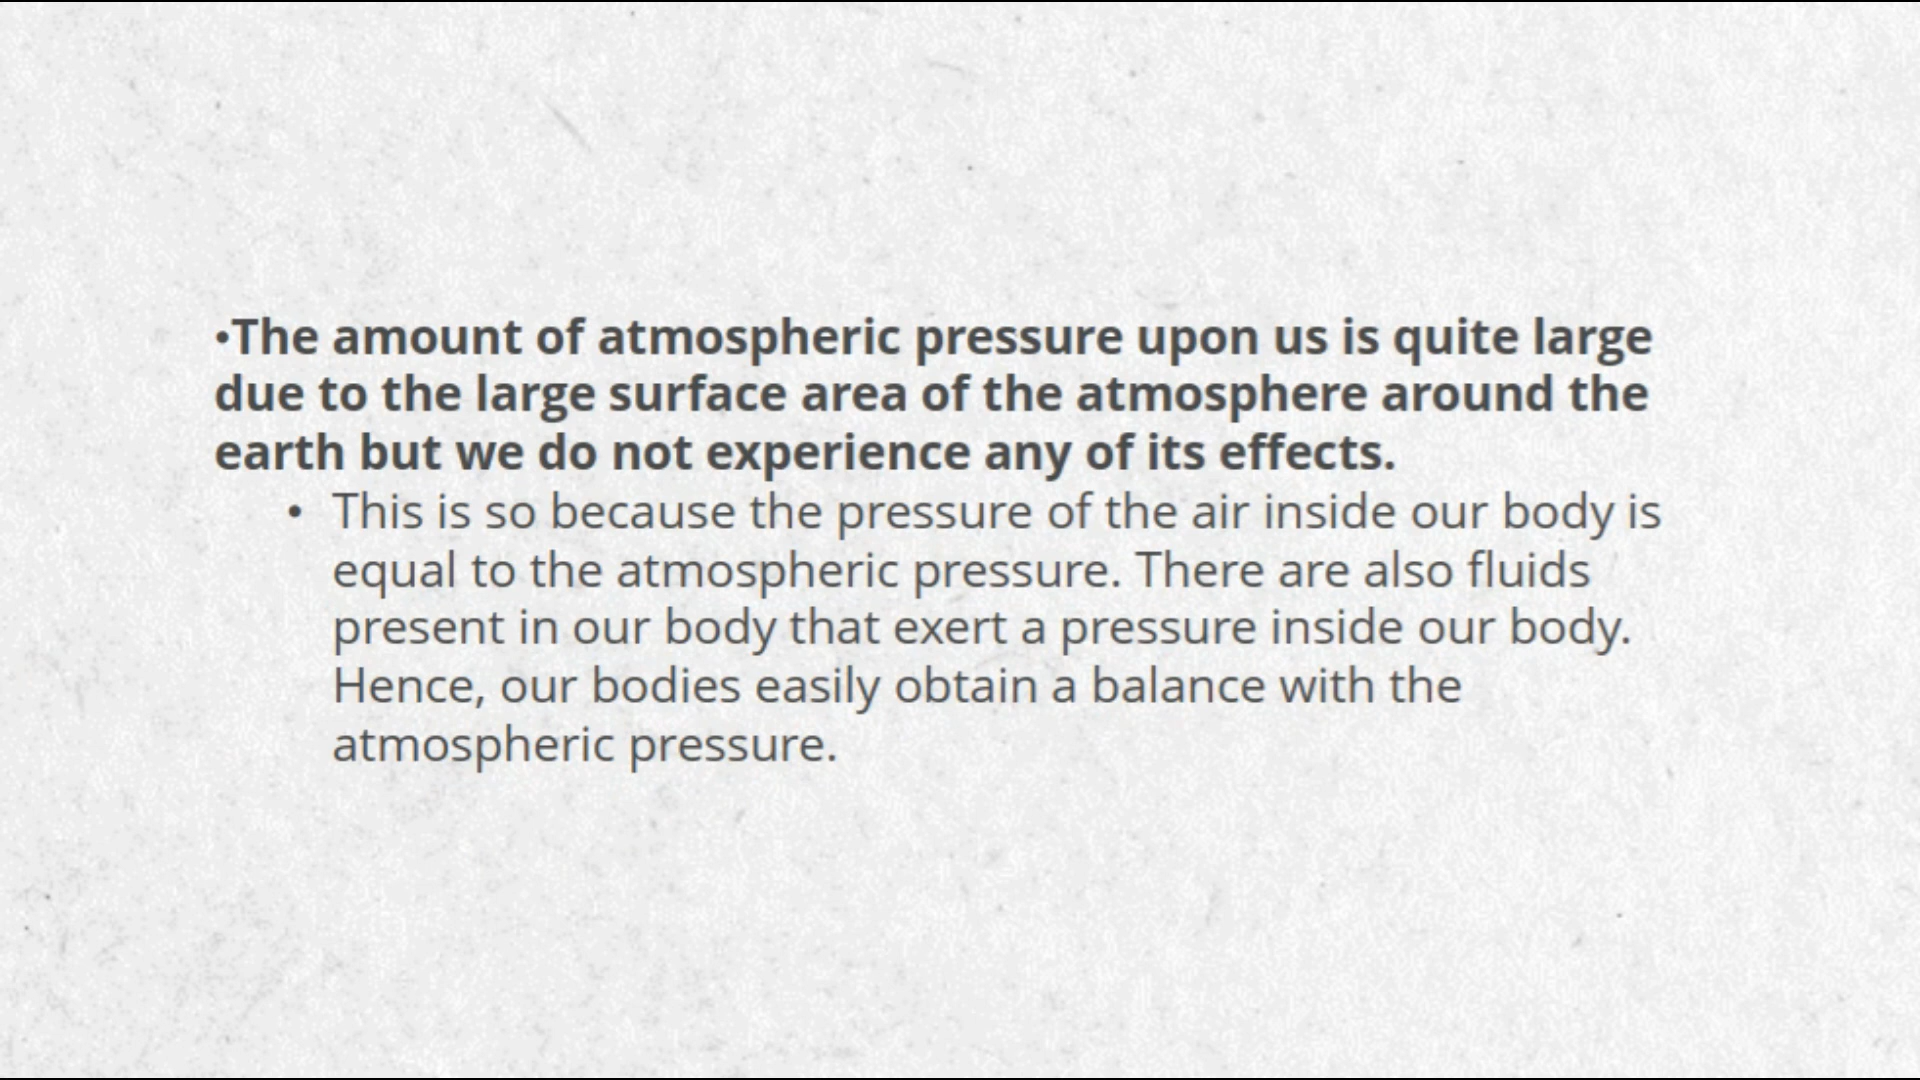 •The amount of atmospheric pressure upon us is quite large
due to the large surface area of the atmosphere around the
earth but we do not experience any of its effects.
• This is so because the pressure of the air inside our body is
equal to the atmospheric pressure. There are also fluids
present in our body that exert a pressure inside our body.
Hence, our bodies easily obtain a balance with the
atmospheric pressure.